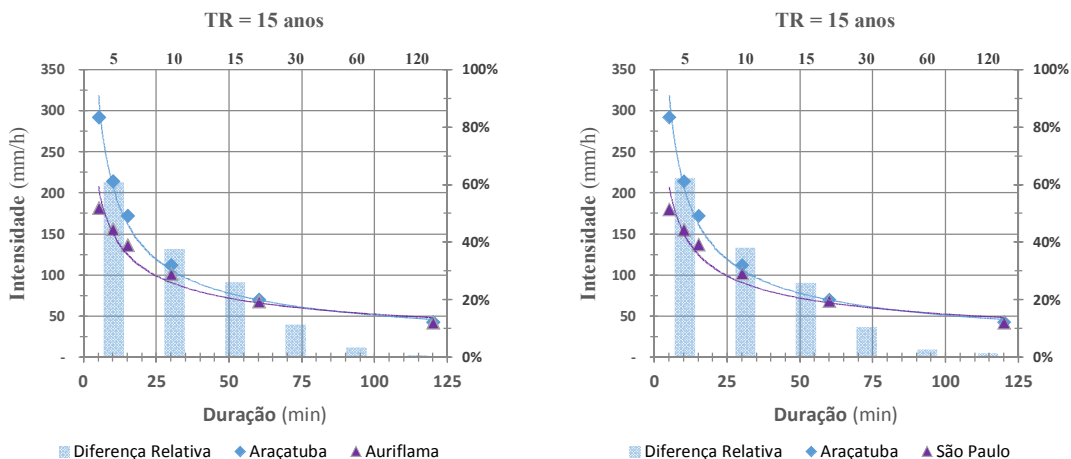 TR = 15 anos
5 10 15 30 60 120
350 100%
300
250 80%
200 60%
150 40%
100
50 20%
- 0%
0 25 50 75 100 125
Intensidade (mm/h)
Duração (min)
Diferença Relativa Araçatuba Auriflama
TR = 15 anos
5 10 15 30 60 120
350 100%
300
250 80%
200 60%
150 40%
100
50 20%
- 0%
0 25 50 75 100 125
Intensidade (mm/h)
Duração (min)
Diferença Relativa Araçatuba São Paulo